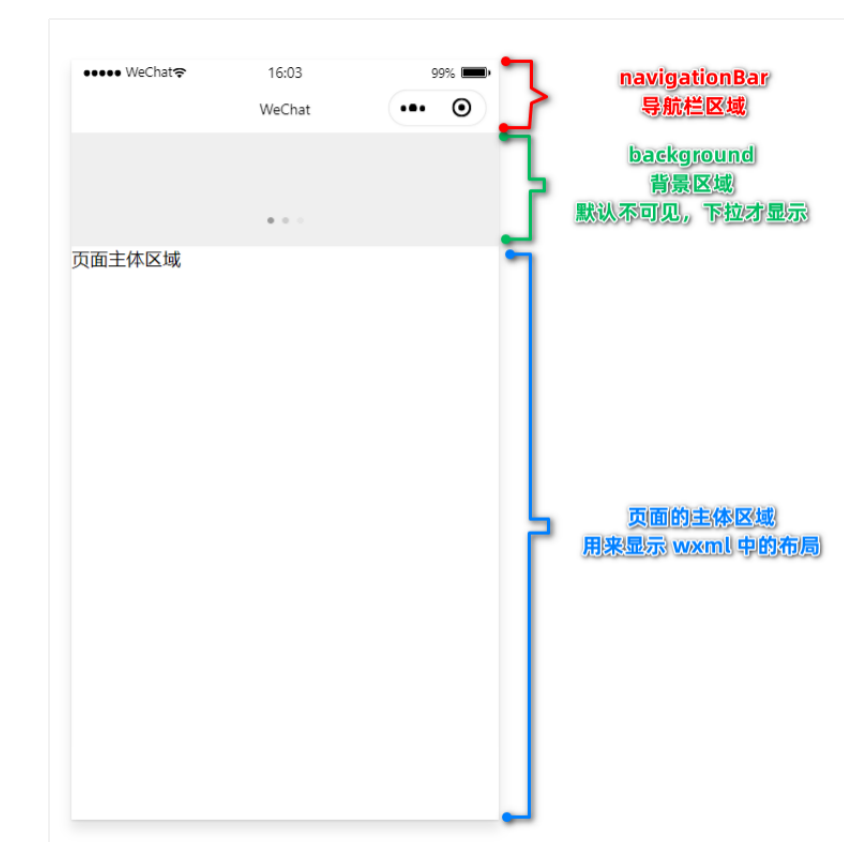 WeChat
16:03
99%
WeChat
navigationBar
导航栏区域
background
背景区域
默认不可见，下拉才显示
页面主体区域
页面的主体区域
用来显示 wxml 中的布局